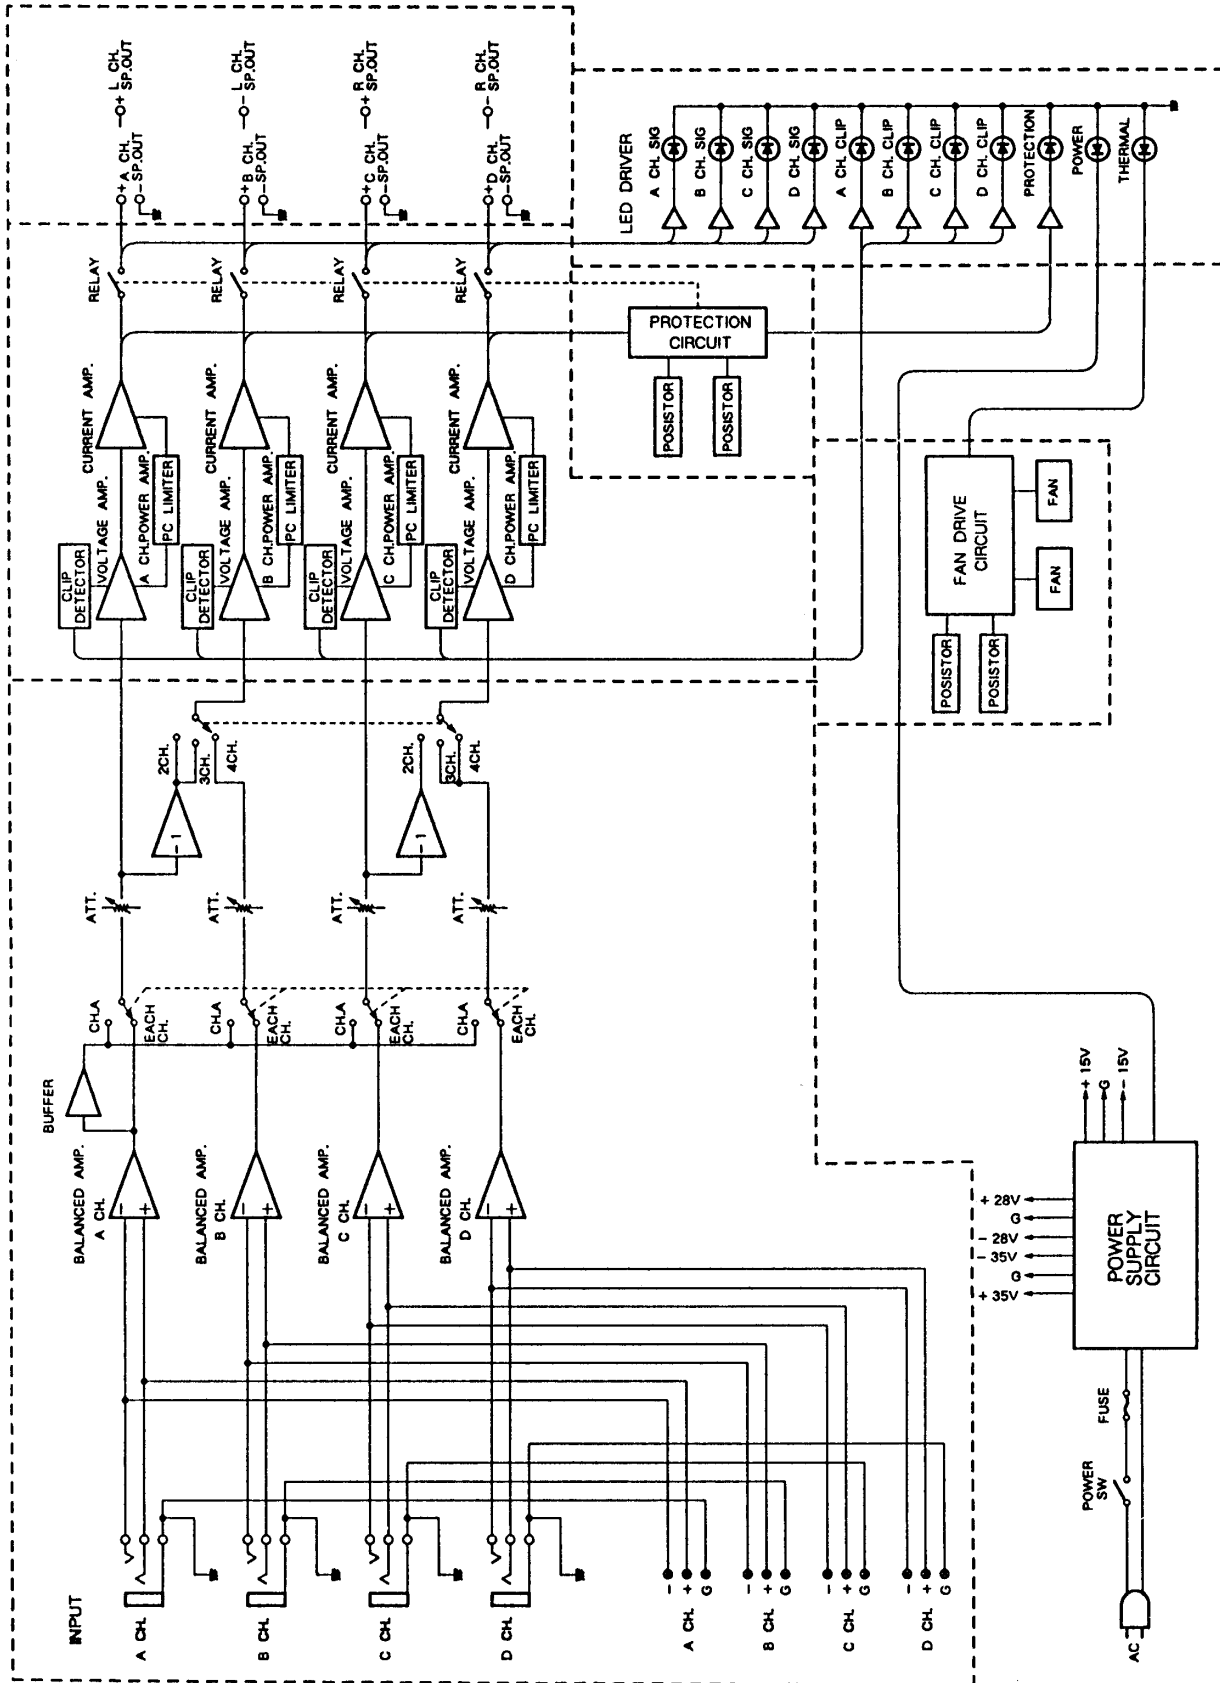 INPUT
A CH.
B CH.
C CH.
D CH.
- + G
A CH.
- + G
B CH.
- + G
C CH.
- + G
D CH.
BALANCED AMP.
A CH.
- +
BALANCED AMP.
B CH.
- +
BALANCED AMP.
C CH.
- +
BALANCED AMP.
D CH.
- +
BUFFER
CH.A
EACH
CH.
CH.A
EACH
CH.
CH.A
EACH
CH.
CH.A
EACH
CH.
ATT.
ATT.
ATT.
ATT.
-1
2CH.
3CH.
4CH.
-1
2CH.
3CH.
4CH.
CLIP
DETECTOR
VOLTAGE AMP.
CURRENT AMP.
A CH.POWER AMP.
PC LIMITER
CLIP
DETECTOR
VOLTAGE AMP.
CURRENT AMP.
B CH.POWER AMP.
PC LIMITER
CLIP
DETECTOR
VOLTAGE AMP.
CURRENT AMP.
C CH.POWER AMP.
PC LIMITER
CLIP
DETECTOR
VOLTAGE AMP.
CURRENT AMP.
D CH.POWER AMP.
PC LIMITER
RELAY
RELAY
RELAY
RELAY
+ A CH.
- SP.OUT
+ L CH.
SP.OUT
+ B CH.
- SP.OUT
- L CH.
SP.OUT
+ C CH.
- SP.OUT
+ R CH.
SP.OUT
+ D CH.
- SP.OUT
- R CH.
SP.OUT
PROTECTION
CIRCUIT
POSISTOR
POSISTOR
LED DRIVER
A CH. SIG
B CH. SIG
C CH. SIG
D CH. SIG
A CH. CLIP
B CH. CLIP
C CH. CLIP
D CH. CLIP
PROTECTION
POWER
THERMAL
FAN DRIVE
CIRCUIT
POSISTOR
POSISTOR
FAN
FAN
AC
POWER
SW
FUSE
POWER
SUPPLY
CIRCUIT
+ 28V
G
- 28V
- 35V
G
+ 35V
+ 15V
G
- 15V